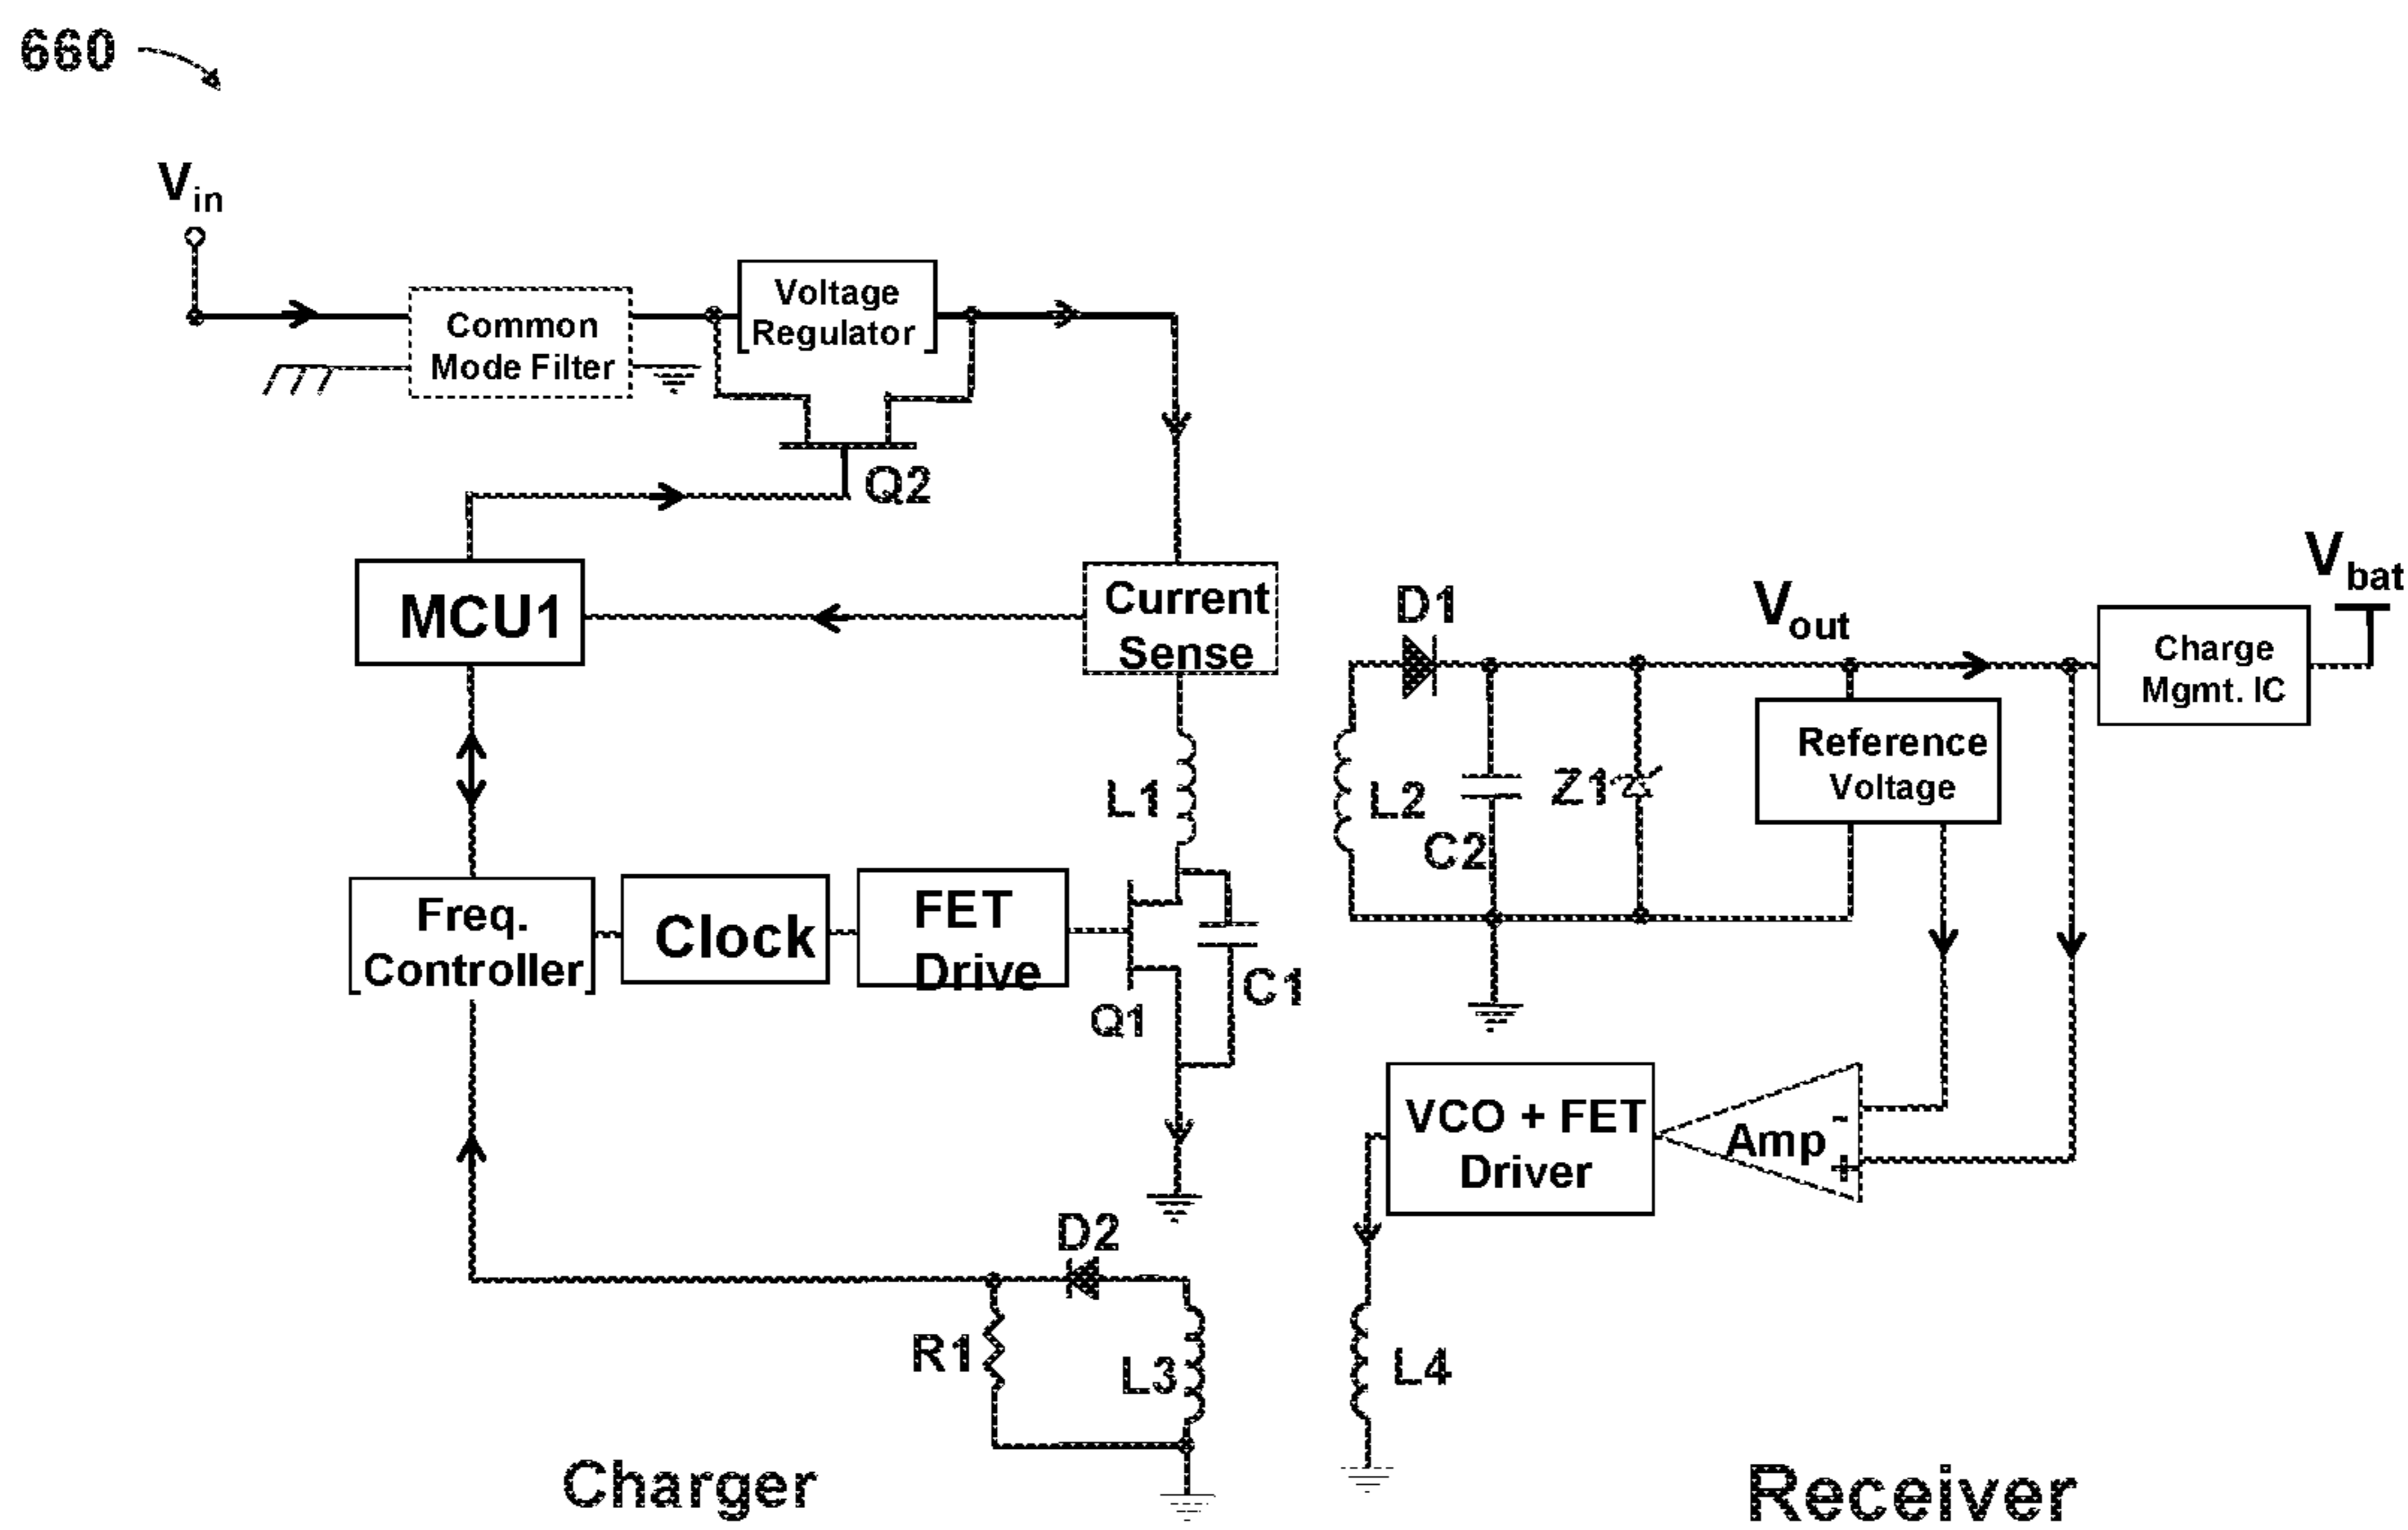 660
Vin
Voltage
Regulator
Common
Mode Filter
Q2
MCU1
Current
Sense
D1
Vout
Vbat
Charge
Mgmt. IC
Reference
Voltage
L1
L2
C2
Z1
Freq.
Controller
Clock
FET
Drive
C1
Q1
VCO + FET
Driver
Amp
-
+
D2
R1
L3
L4
Charger
Receiver